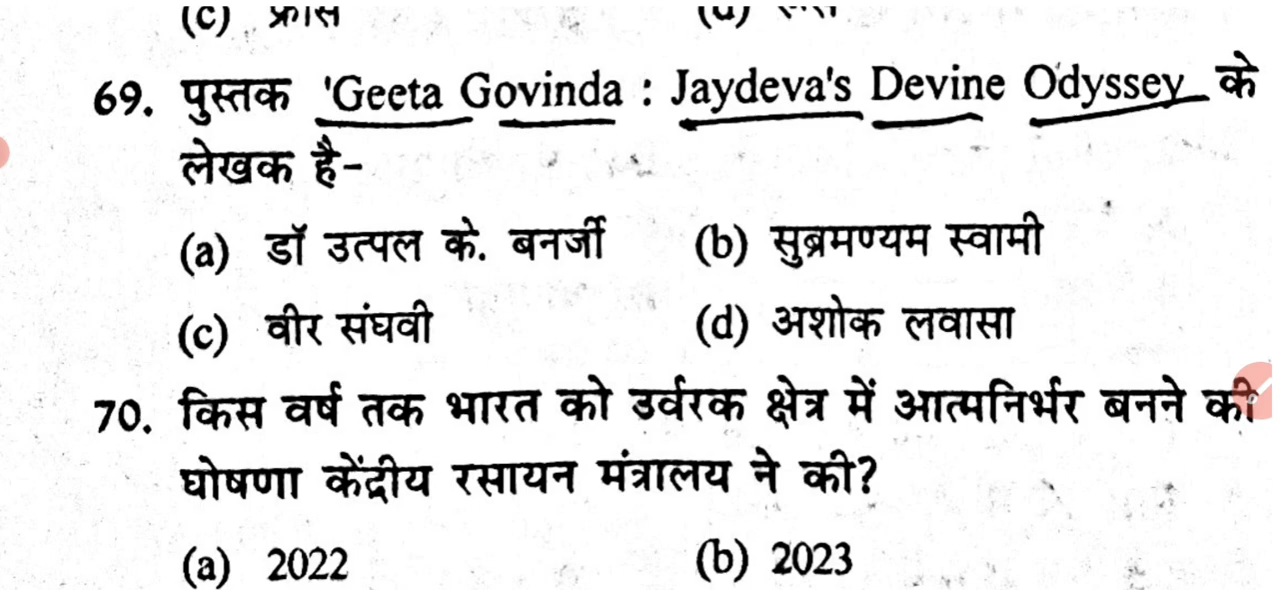 (c) फ्रांस
69. पुस्तक 'Geeta Govinda : Jaydeva's Devine Odyssey के
लेखक है-
(a) डॉ उत्पल के. बनर्जी (b) सुब्रमण्यम स्वामी
(c) वीर संघवी (d) अशोक लवासा
70. किस वर्ष तक भारत को उर्वरक क्षेत्र में आत्मनिर्भर बनने की
घोषणा केंद्रीय रसायन मंत्रालय ने की?
(a) 2022 (b) 2023